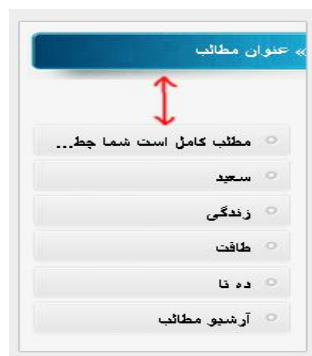 » عنوان مطالب
مطلب کامل است شما چط...
سعید
زندگی
طاقت
ده تا
آرشیو مطالب